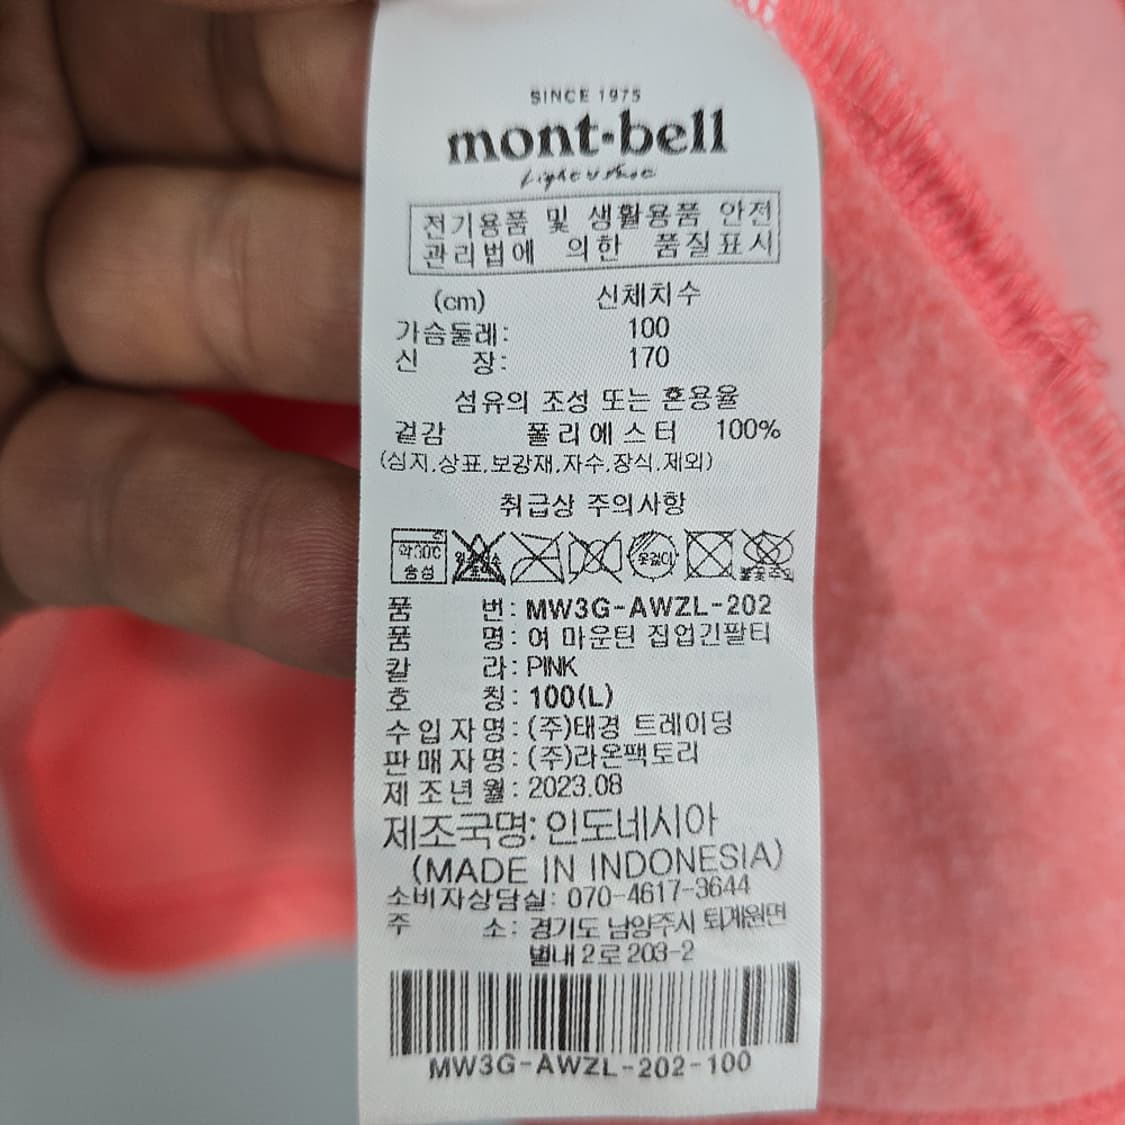 SINCE 1975
mont-bell
전기용품 및 생활용품 안전
관리법에 의한 품질표시
(cm) 신체치수
가슴둘레: 100
신 장: 170
섬유의 조성 또는 혼용율
겉감 폴리에스터 100%
(심지,상표,보강재,자수,장식,제외)
취급상 주의사항
약30℃ 옷걸이
중성 불꽃주의
품 번: MW3G-AWZL-202
품 명: 여 마운틴 집업긴팔티
칼 라: PINK
호 칭: 100(L)
수입자명: (주)태경 트레이딩
판매자명: (주)라온팩토리
제조년월: 2023.08
제조국명: 인도네시아
(MADE IN INDONESIA)
소비자상담실: 070-4617-3644
주 소: 경기도 남양주시 퇴계원면
별내2로 203-2
MW3G-AWZL-202-100